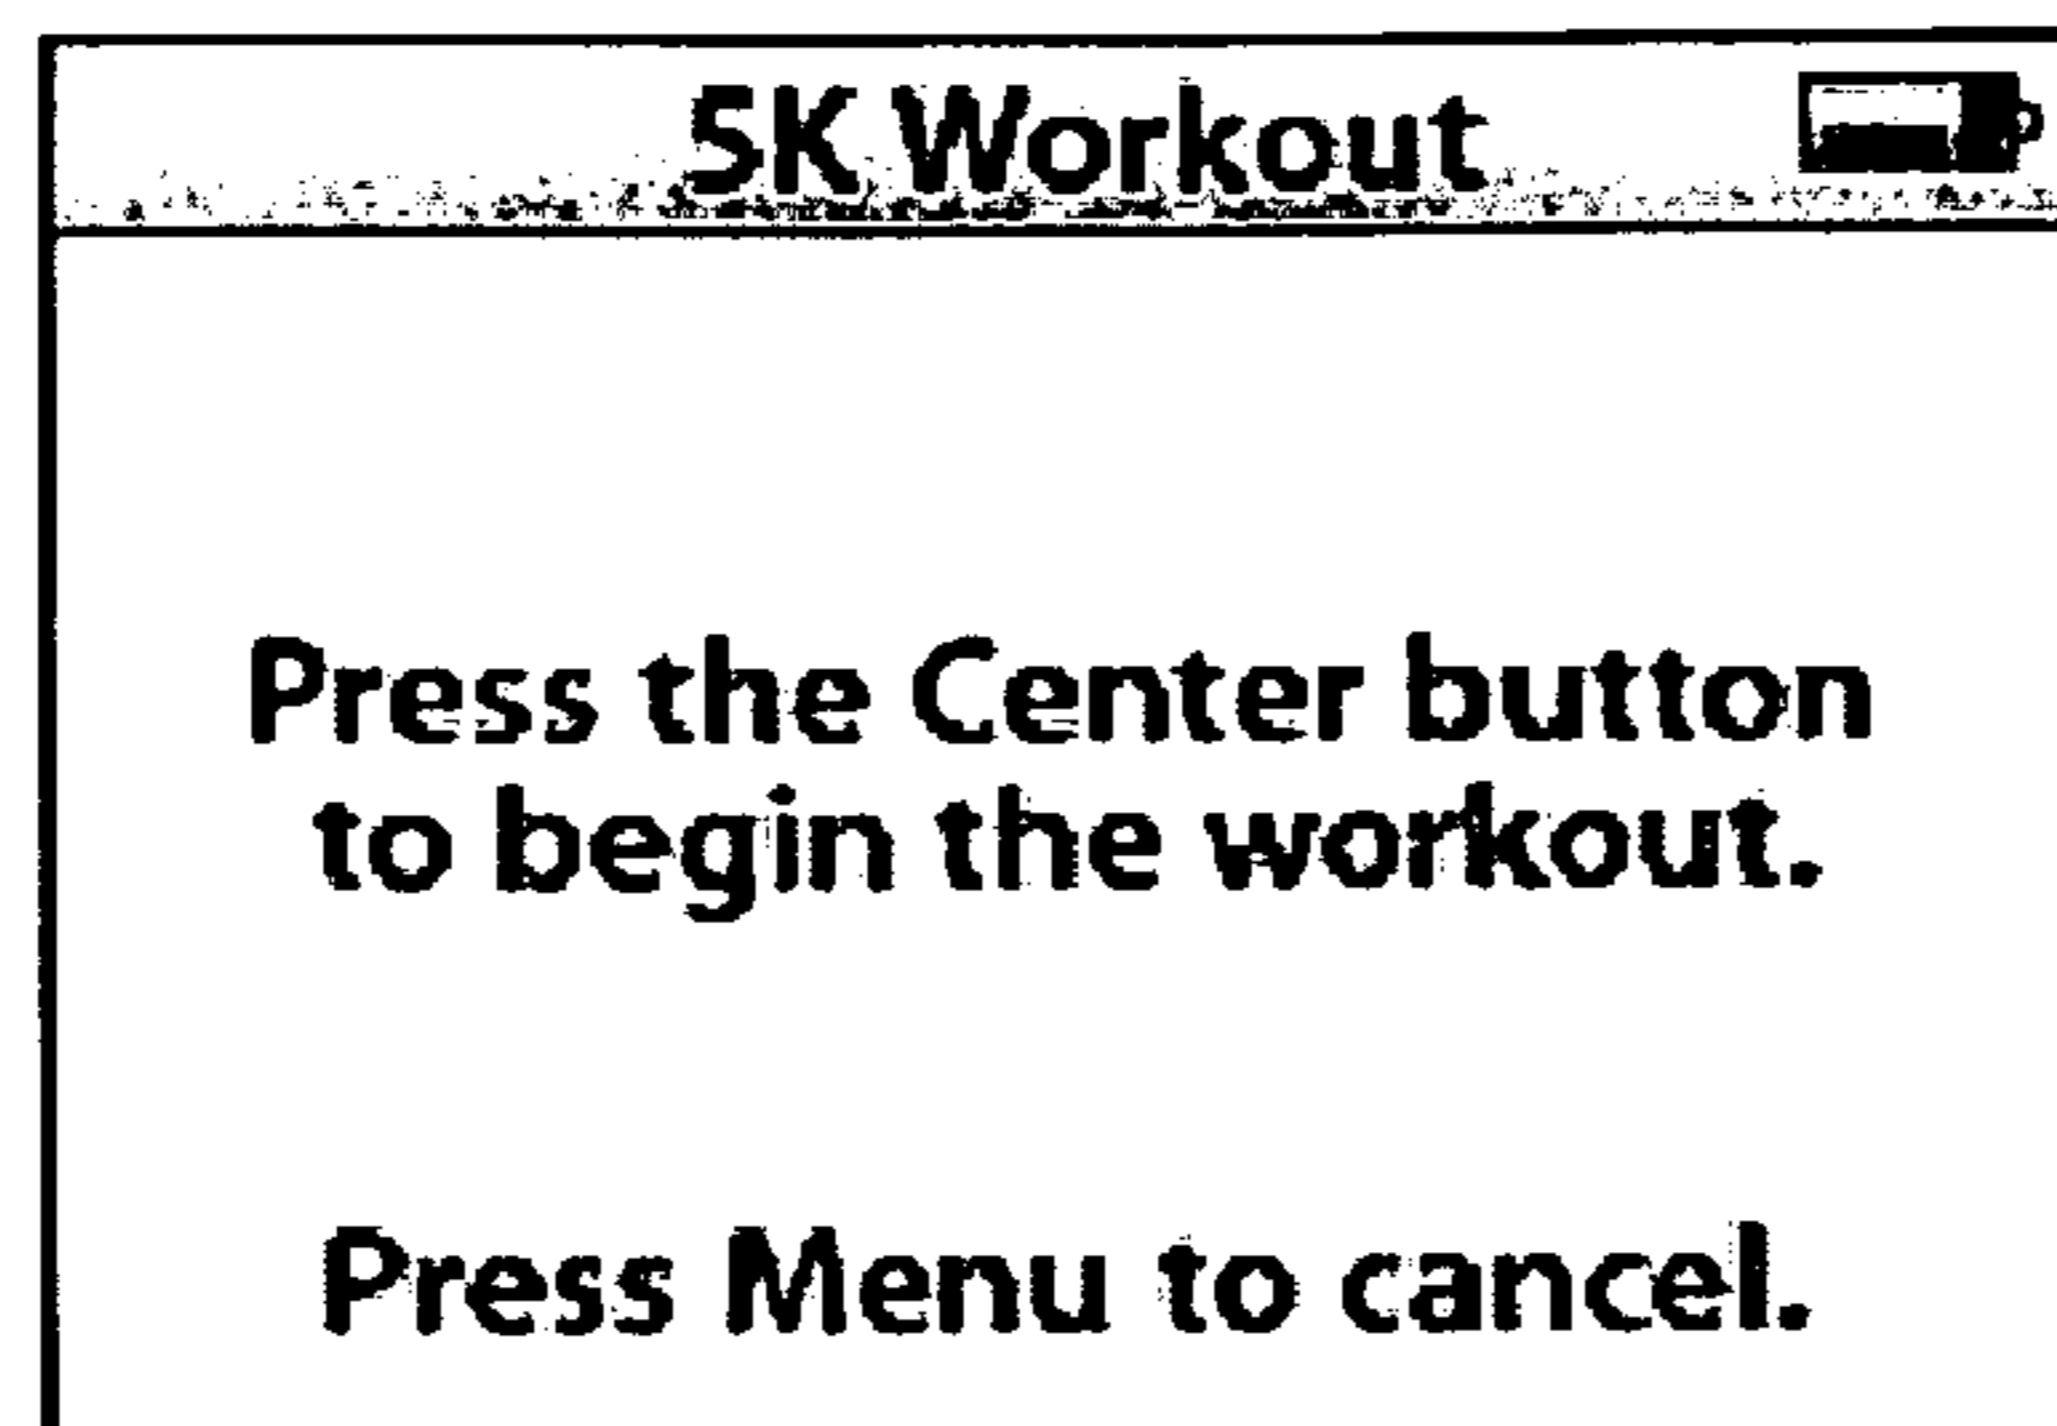 5K Workout
Press the Center button
to begin the workout.
Press Menu to cancel.